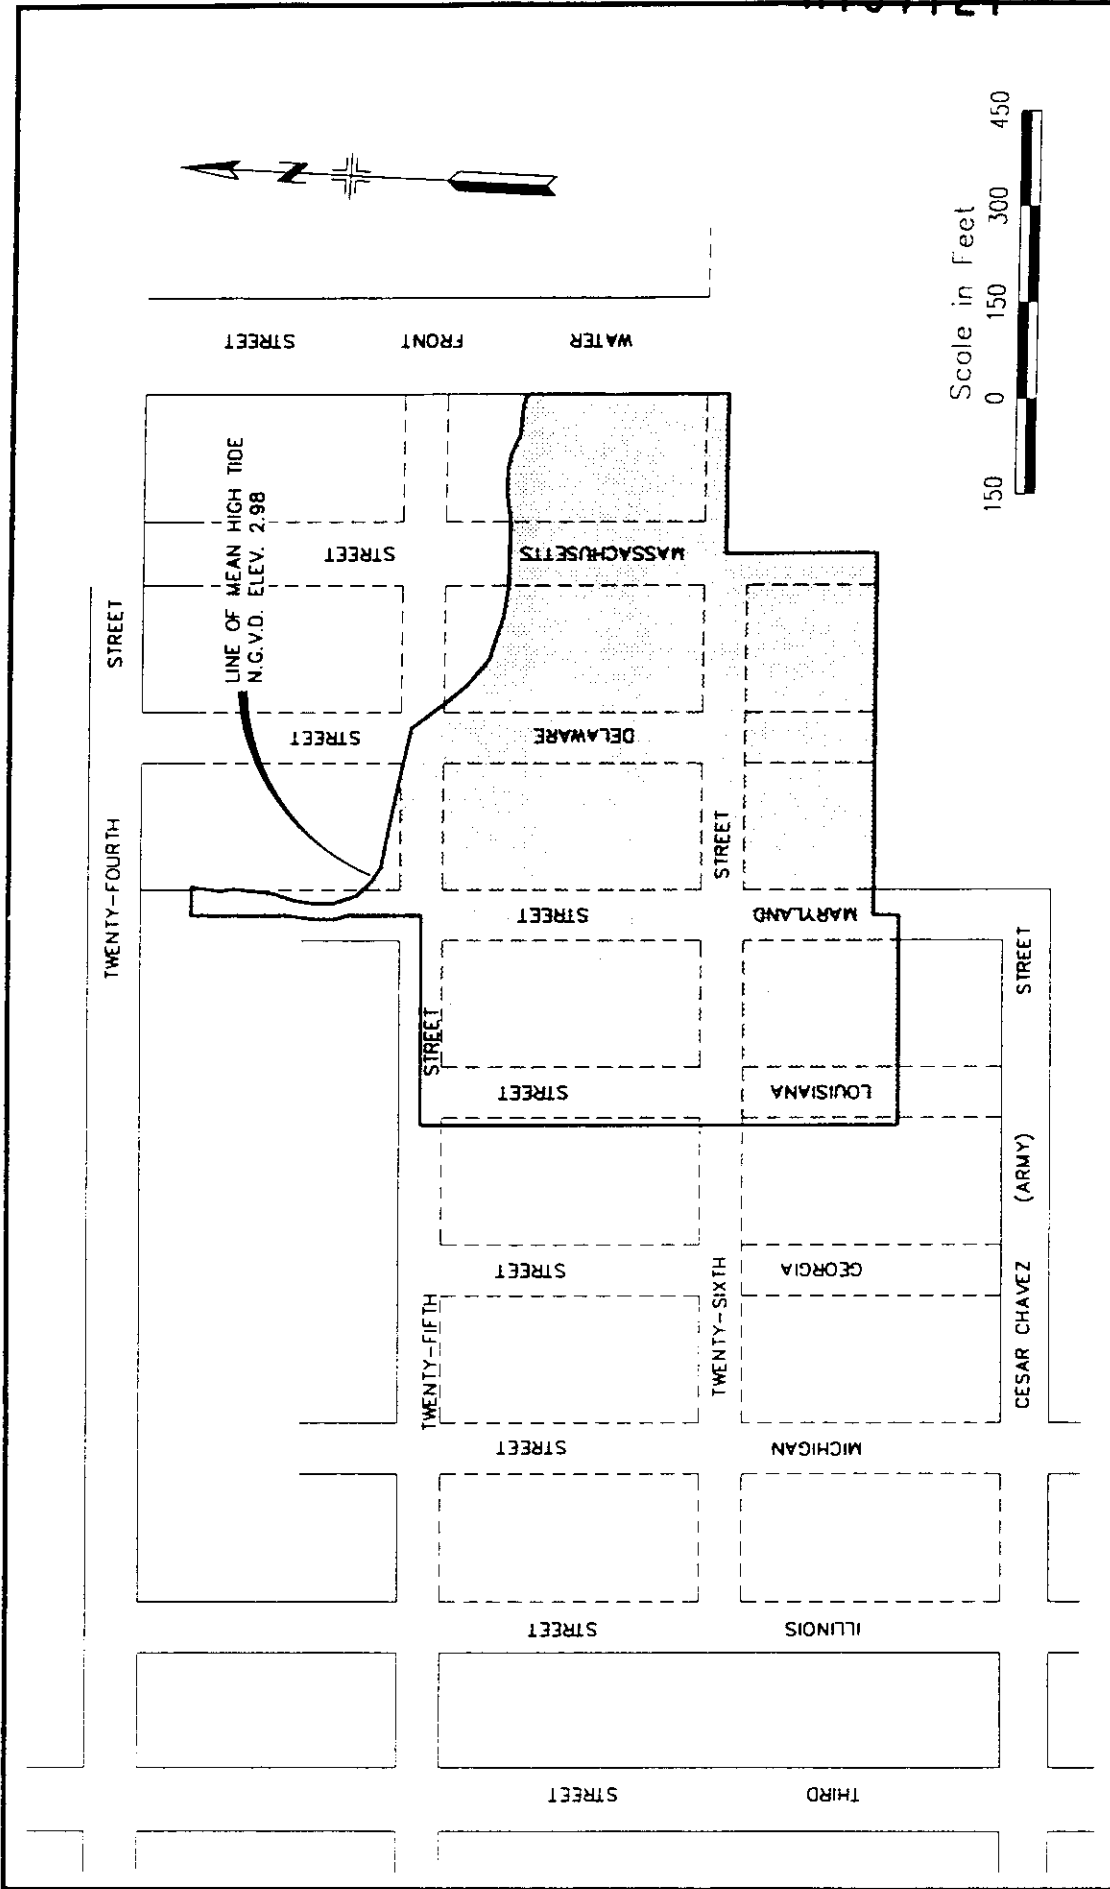 TWENTY-FOURTH STREET
LINE OF MEAN HIGH TIDE
N.G.V.D. ELEV. 2.98
N
WATER FRONT STREET
MASSACHUSETTS STREET
DELAWARE STREET
MARYLAND STREET
LOUISIANA STREET
GEORGIA STREET
MICHIGAN STREET
ILLINOIS STREET
THIRD STREET
TWENTY-FIFTH STREET
TWENTY-SIXTH STREET
CESAR CHAVEZ (ARMY) STREET
Scale in Feet
150 0 150 300 450